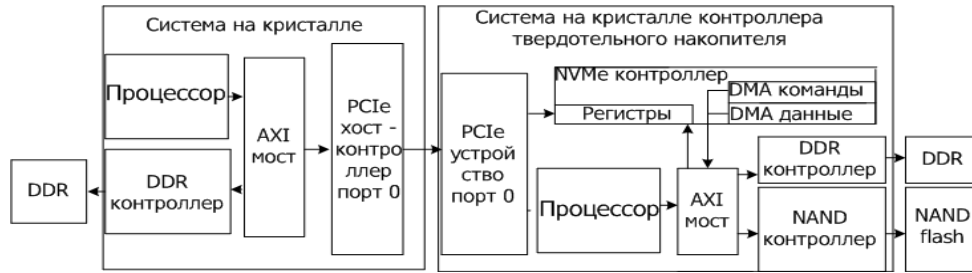 Система на кристалле
Процессор
DDR
DDR
контроллер
AXI
мост
PCIe
хост -
контро
ллер
порт 0
Система на кристалле контроллера
твердотельного накопителя
PCIe
устрой
ство
порт 0
NVMe контроллер
Регистры
DMA команды
DMA данные
Процессор
AXI
мост
DDR
контроллер
DDR
NAND
контроллер
NAND
flash